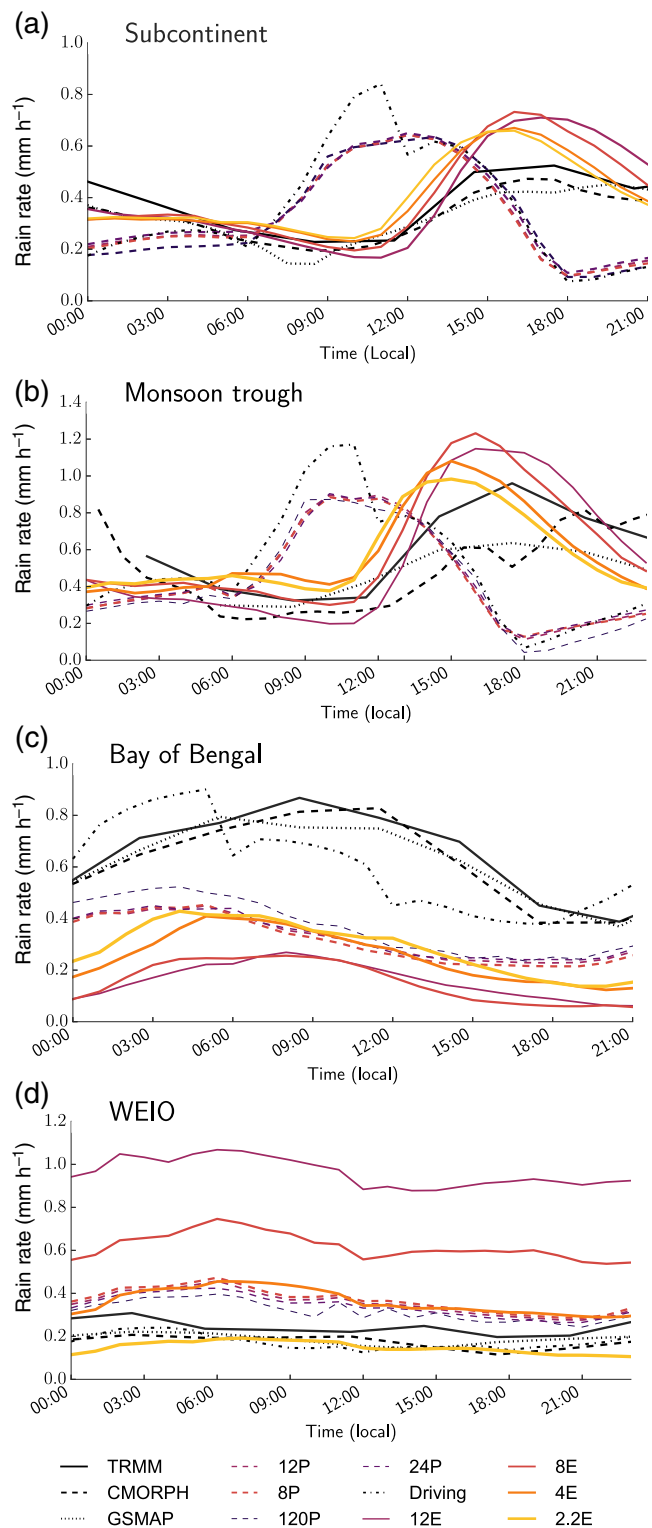 (a) Subcontinent
1.0
0.8
0.6
0.4
0.2
0.0
Rain rate (mm h⁻¹)
00:00 03:00 06:00 09:00 12:00 15:00 18:00 21:00
Time (Local)
(b) Monsoon trough
1.4
1.2
1.0
0.8
0.6
0.4
0.2
0.0
Rain rate (mm h⁻¹)
00:00 03:00 06:00 09:00 12:00 15:00 18:00 21:00
Time (local)
(c) Bay of Bengal
1.0
0.8
0.6
0.4
0.2
0.0
Rain rate (mm h⁻¹)
00:00 03:00 06:00 09:00 12:00 15:00 18:00 21:00
Time (local)
(d) WEIO
1.2
1.0
0.8
0.6
0.4
0.2
0.0
Rain rate (mm h⁻¹)
00:00 03:00 06:00 09:00 12:00 15:00 18:00 21:00
Time (local)
TRMM 12P 24P 8E
CMORPH 8P Driving 4E
GSMAP 120P 12E 2.2E